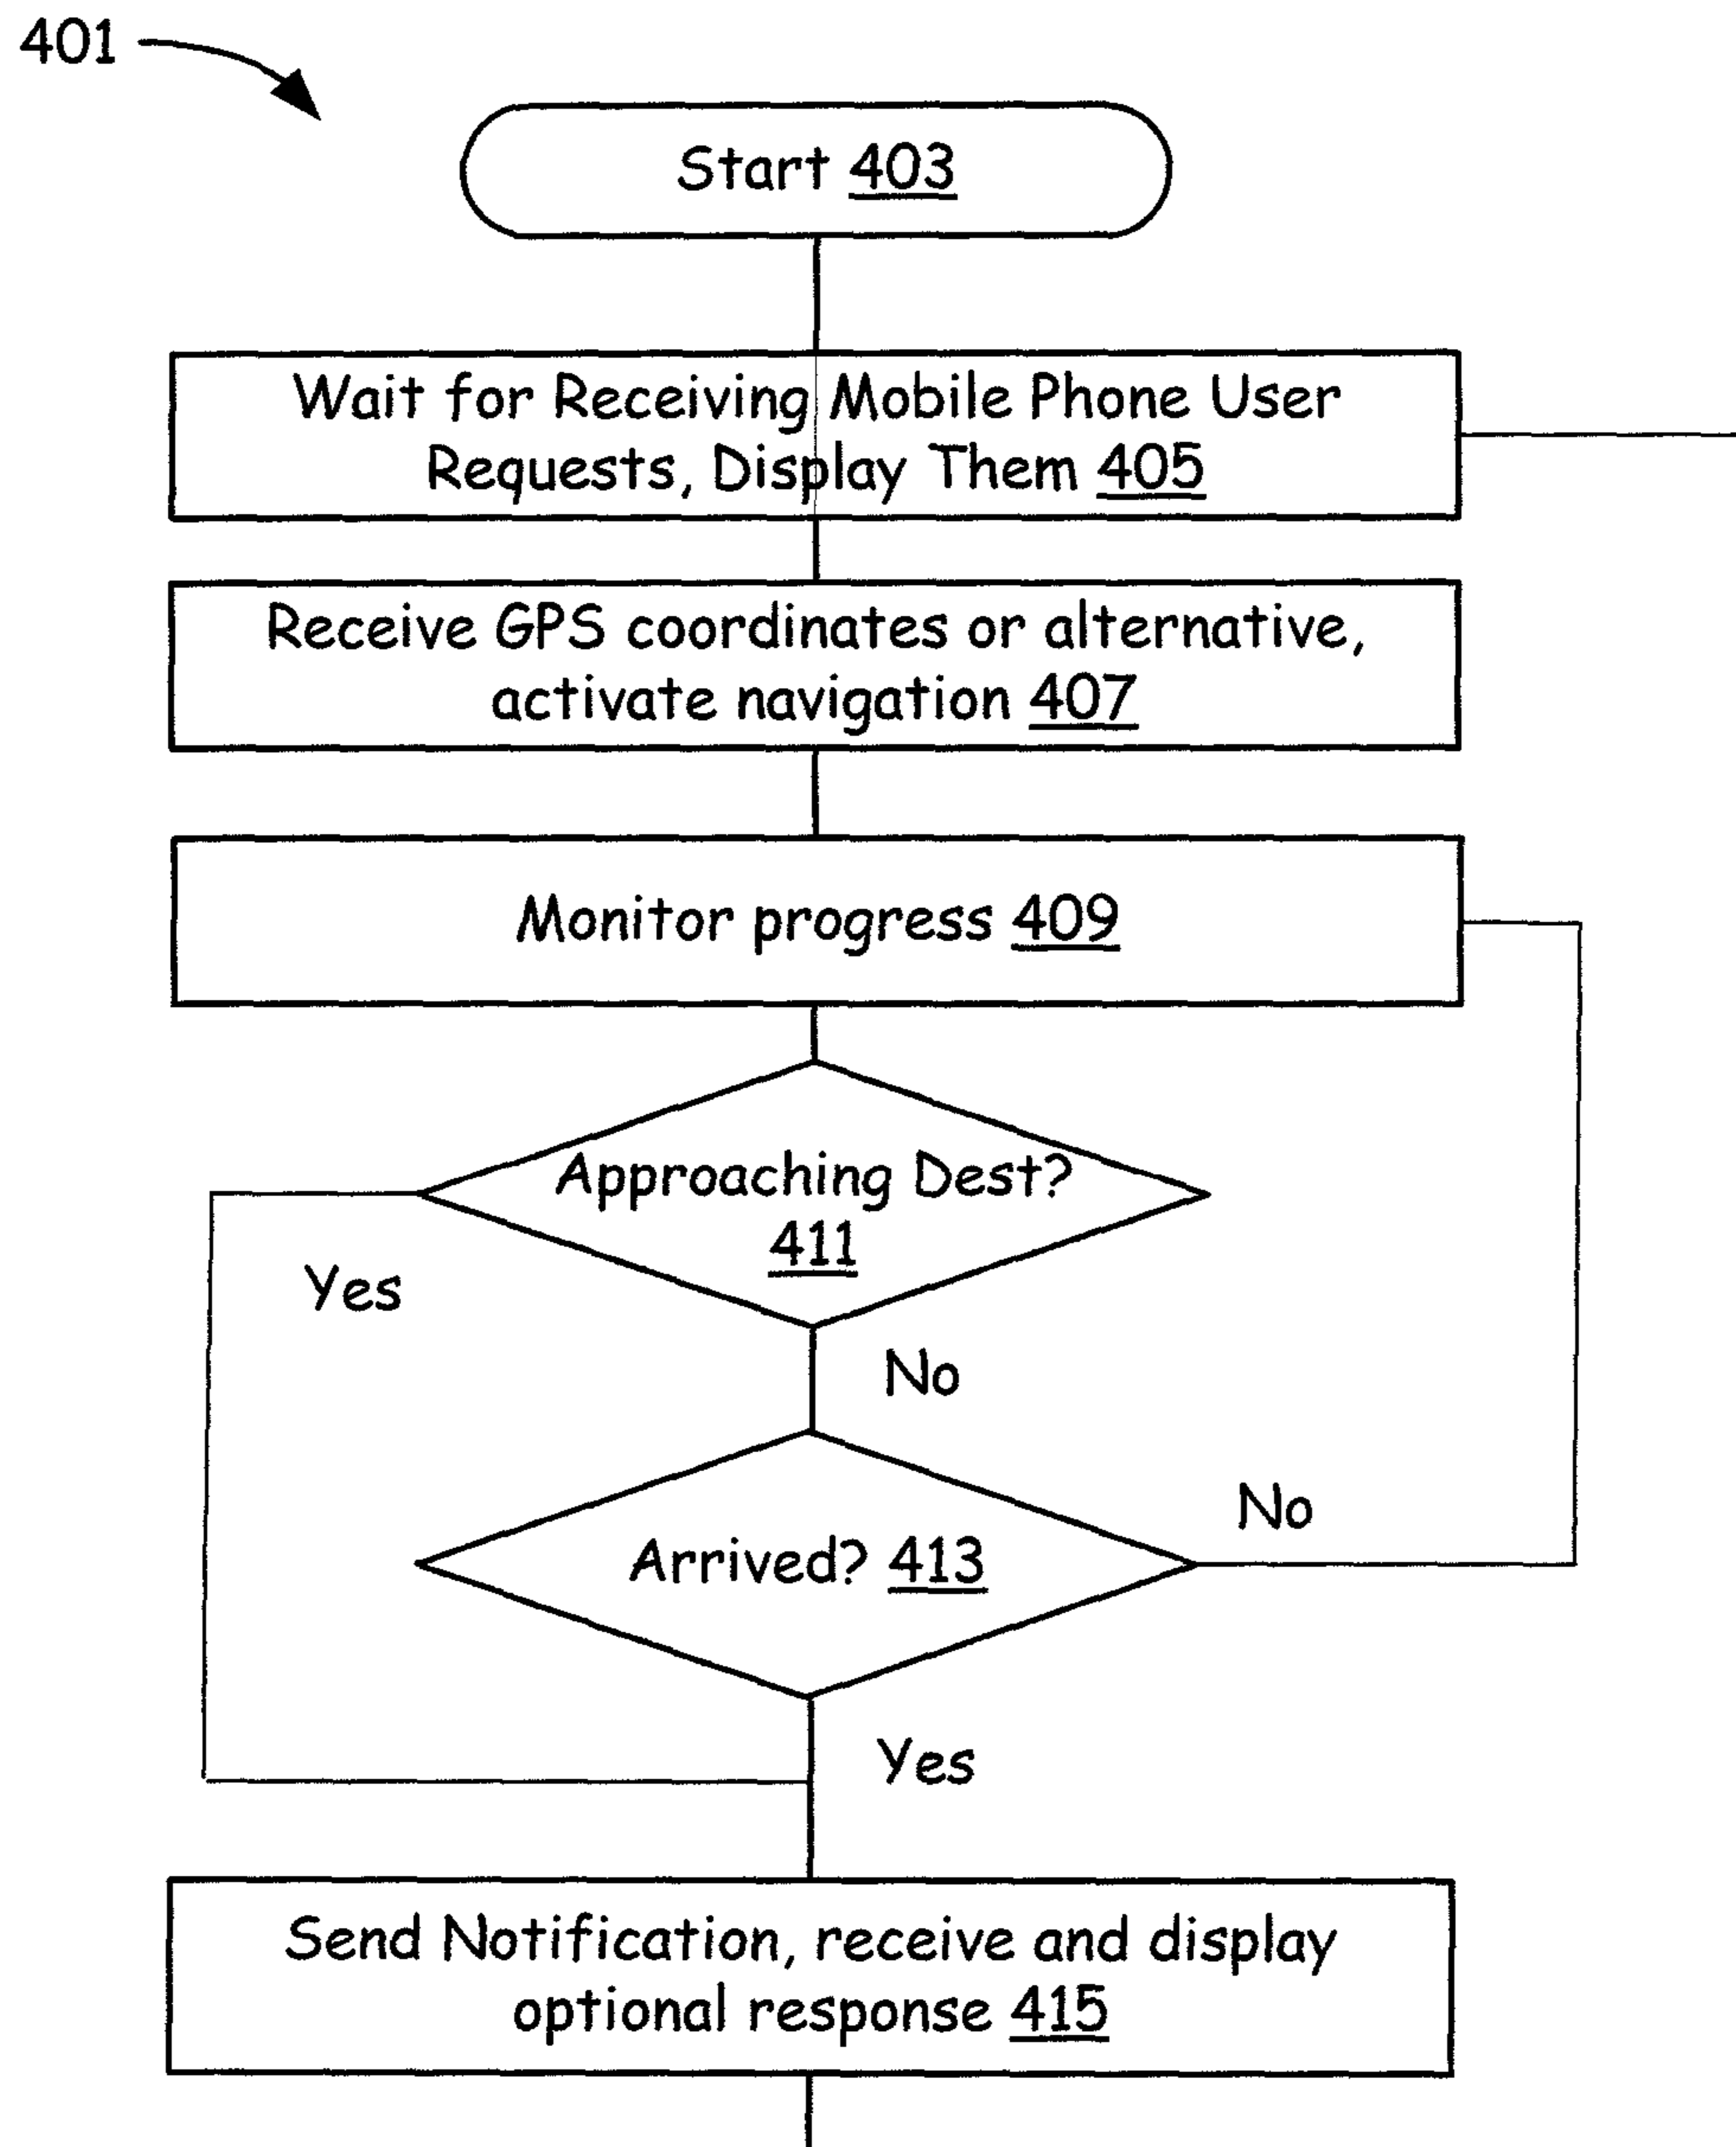 401
Start 403
Wait for Receiving Mobile Phone User
Requests, Display Them 405
Receive GPS coordinates or alternative,
activate navigation 407
Monitor progress 409
Approaching Dest?
411
Yes
No
No
Arrived? 413
Yes
Send Notification, receive and display
optional response 415